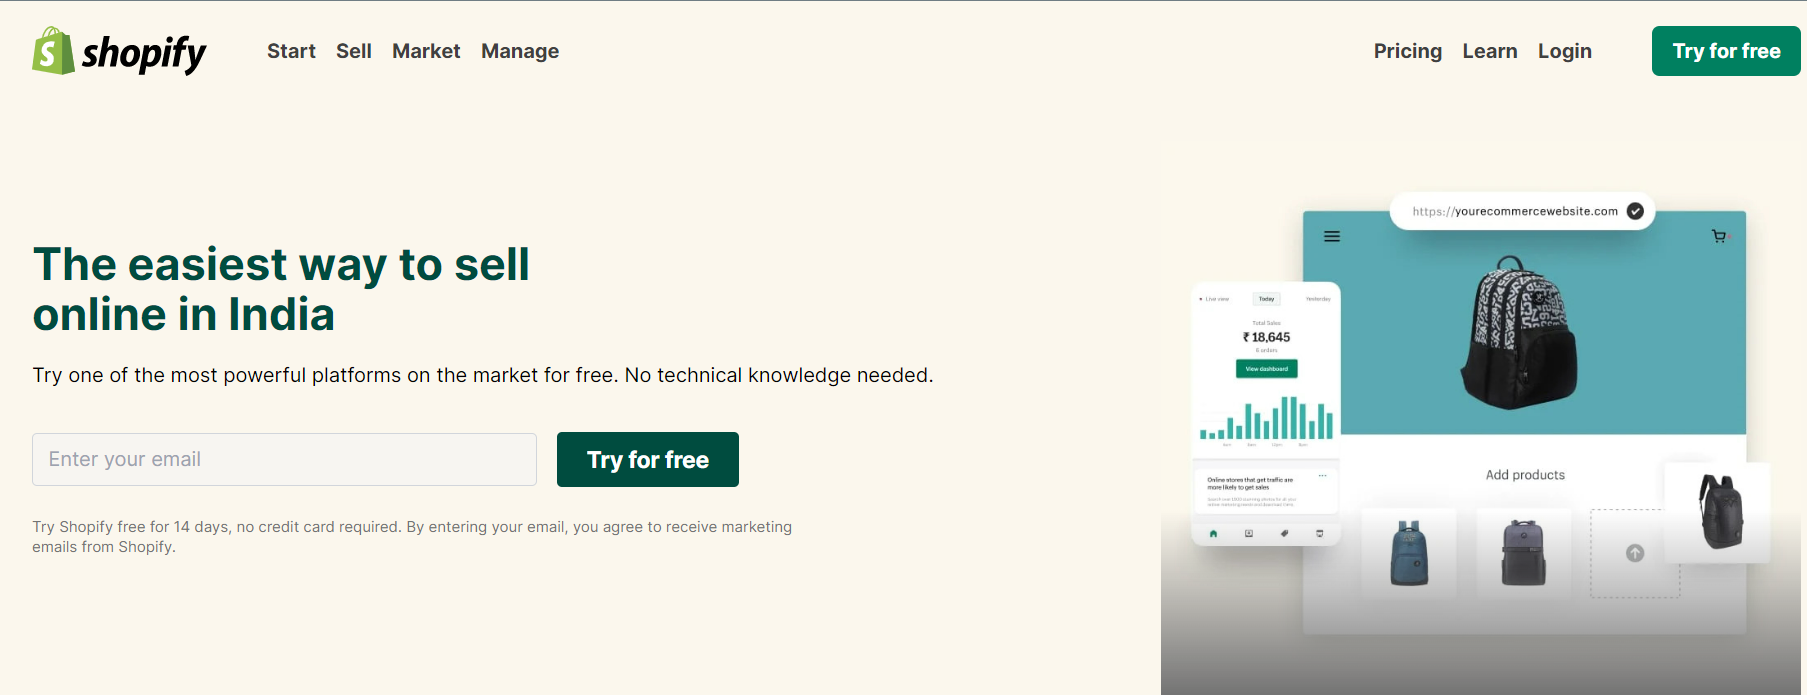 shopify
Start Sell Market Manage
Pricing Learn Login
Try for free
The easiest way to sell
online in India
Try one of the most powerful platforms on the market for free. No technical knowledge needed.
Enter your email
Try for free
Try Shopify free for 14 days, no credit card required. By entering your email, you agree to receive marketing
emails from Shopify.
https://yourecommercewebsite.com
Live view Today Yesterday
Total Sales
₹ 18,645
6 orders
View dashboard
Online stores that get traffic are
more likely to get sales
Add products